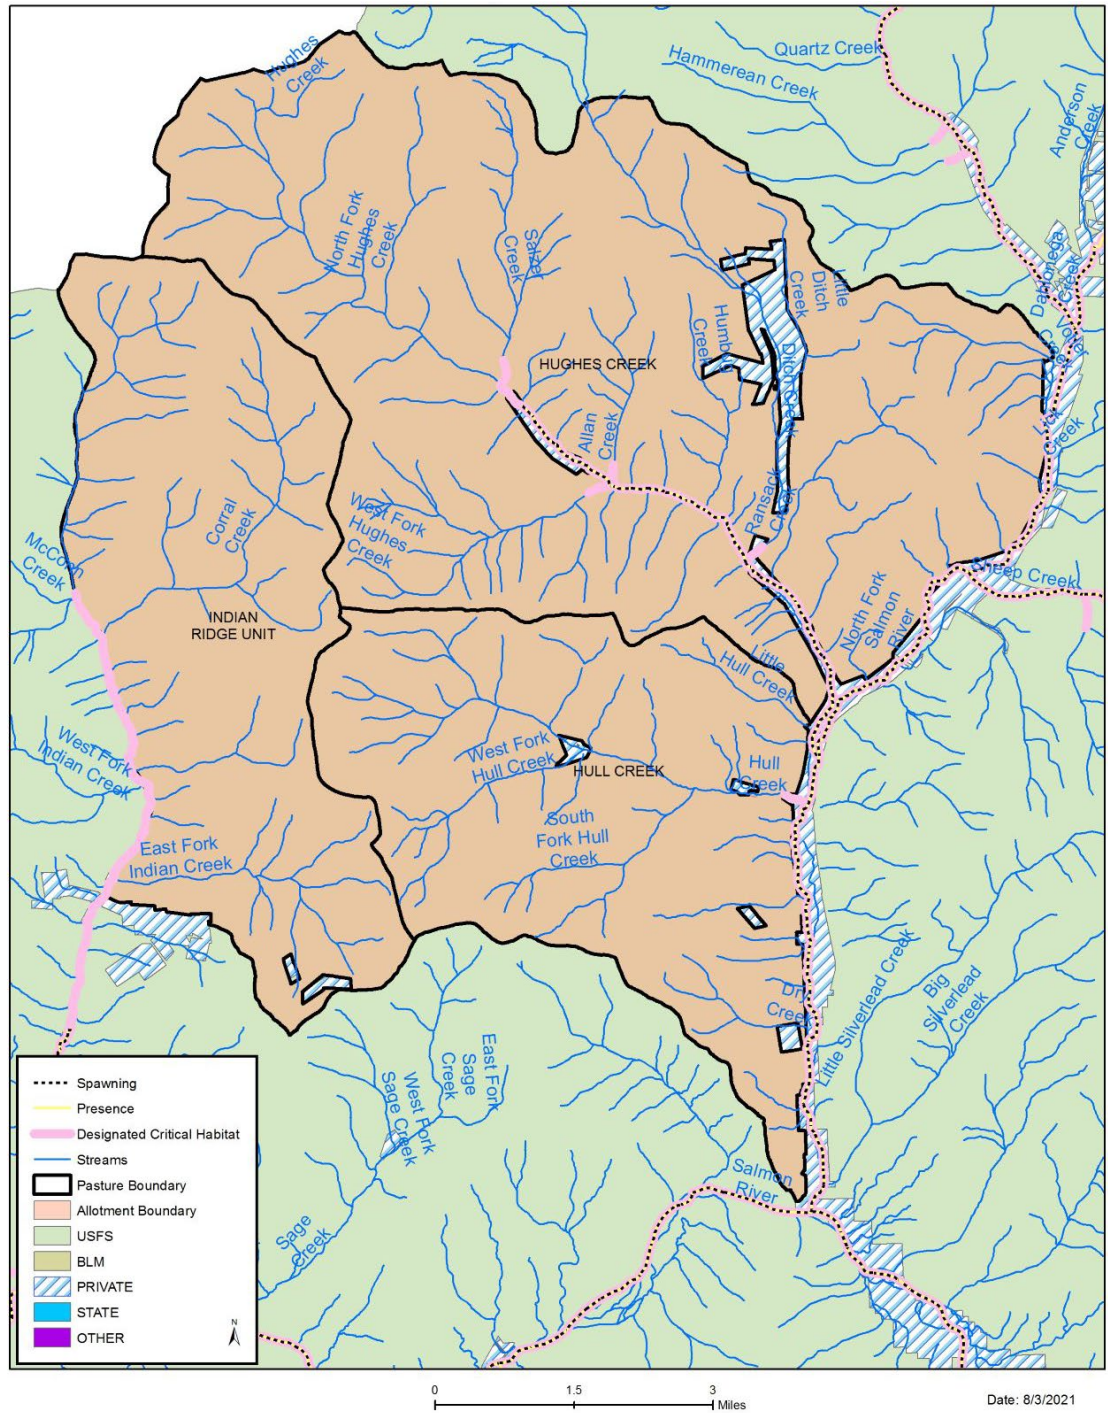 Hughes
Creek
Quartz Creek
Hammerean Creek
Anderson
Creek
North Fork
Hughes
Creek
Salzer
Creek
Little
Ditch
Creek
Dahlonega
Creek
Humbug
Creek
HUGHES CREEK
Ditch Creek
Lick
Creek
Allan
Creek
Ransack
Creek
West Fork
Hughes
Creek
Corral
Creek
McConn
Creek
Sheep Creek
INDIAN
RIDGE UNIT
North Fork
Salmon
River
Little
Hull Creek
West Fork
Indian Creek
West Fork
Hull Creek
HULL CREEK
Hull
Creek
East Fork
Indian Creek
South
Fork Hull
Creek
Dry
Creek
Little Silverlead Creek
Big
Silverlead
Creek
East Fork
Sage
Creek
West Fork
Sage Creek
Salmon
River
Sage
Creek
Spawning
Presence
Designated Critical Habitat
Streams
Pasture Boundary
Allotment Boundary
USFS
BLM
PRIVATE
STATE
OTHER
N
0 1.5 3
Miles
Date: 8/3/2021